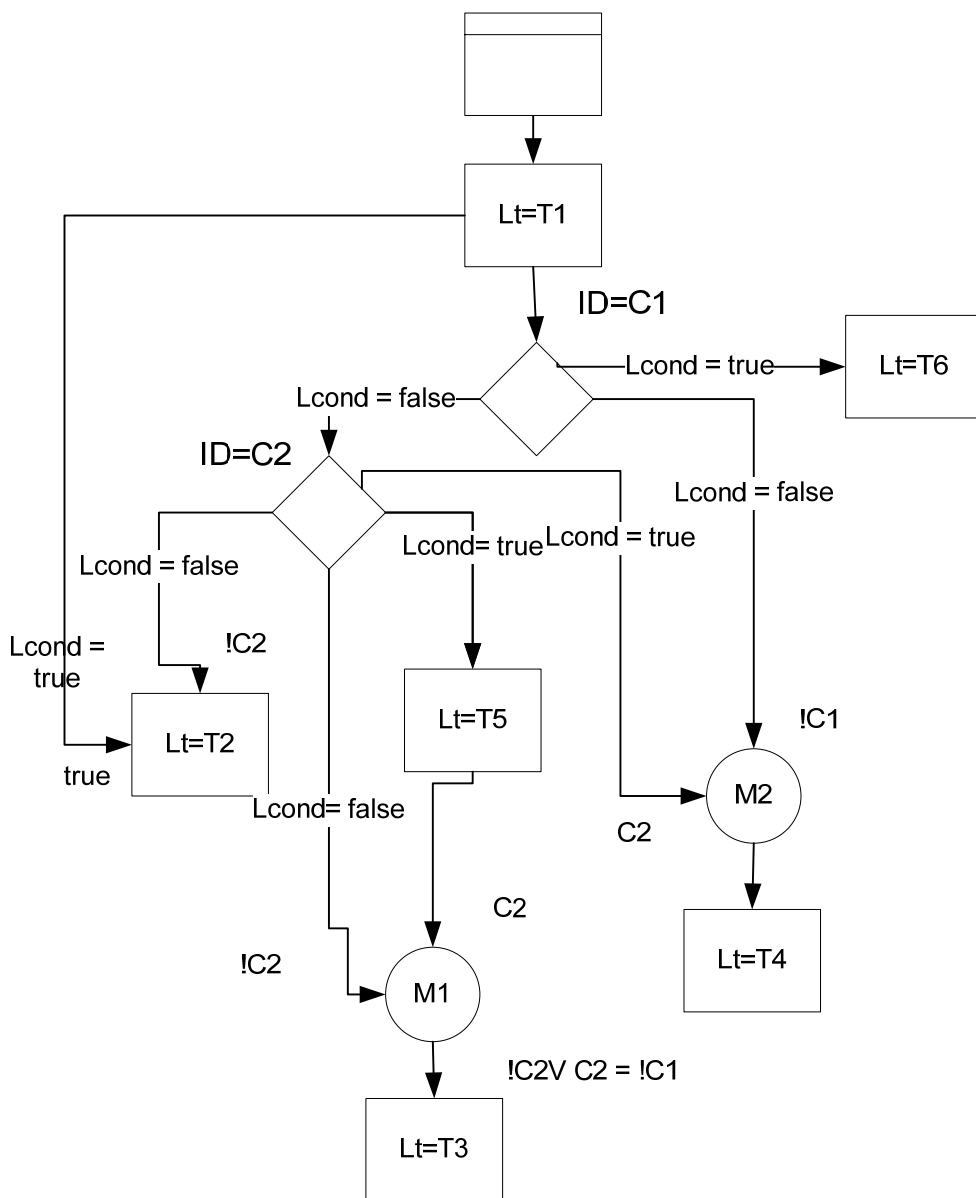 Lt=T1
ID=C1
Lcond = true
Lt=T6
Lcond = false
ID=C2
Lcond = false
Lcond = false
Lcond= true
Lcond = true
!C2
Lcond =
true
Lt=T5
!C1
Lt=T2
true
M2
Lcond= false
C2
C2
!C2
Lt=T4
M1
!C2V C2 = !C1
Lt=T3